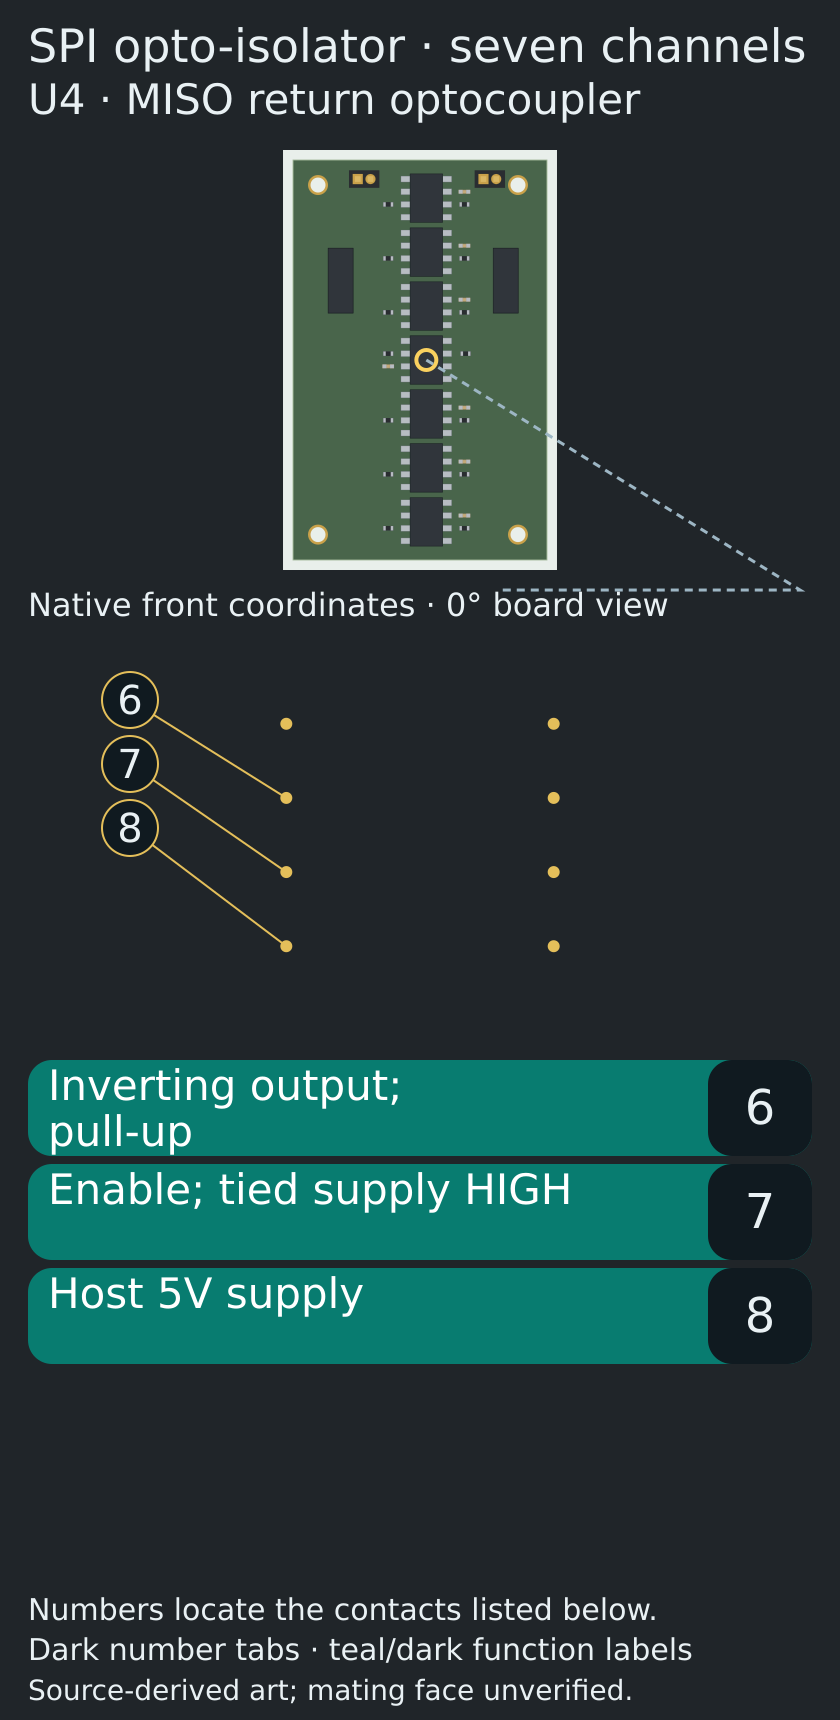 SPI opto-isolator · seven channels
U4 · MISO return optocoupler
Native front coordinates · 0° board view
6
7
8
Inverting output;
pull-up
6
Enable; tied supply HIGH
7
Host 5V supply
8
Numbers locate the contacts listed below.
Dark number tabs · teal/dark function labels
Source-derived art; mating face unverified.